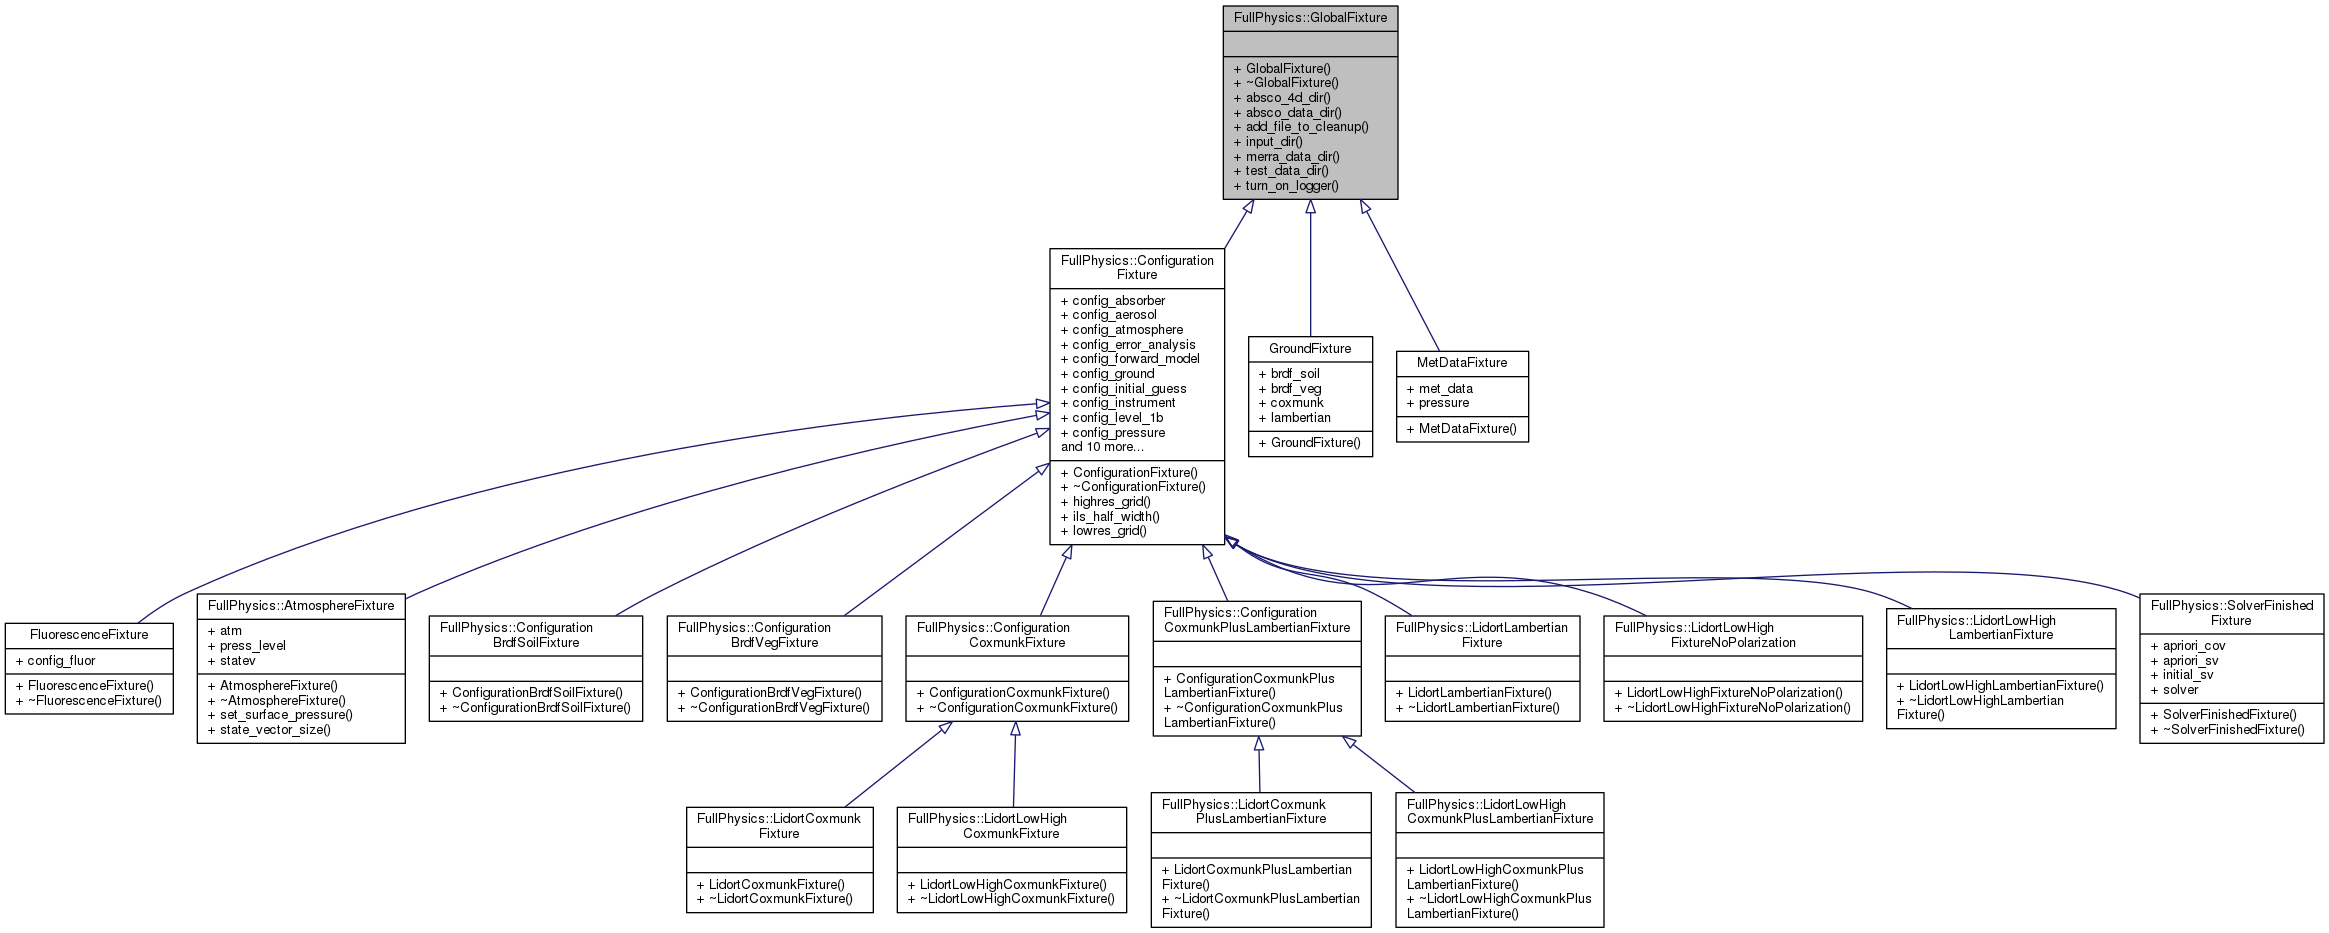 FullPhysics::GlobalFixture
+ GlobalFixture()
+ ~GlobalFixture()
+ absco_4d_dir()
+ absco_data_dir()
+ add_file_to_cleanup()
+ input_dir()
+ merra_data_dir()
+ test_data_dir()
+ turn_on_logger()
FullPhysics::Configuration
Fixture
+ config_absorber
+ config_aerosol
+ config_atmosphere
+ config_error_analysis
+ config_forward_model
+ config_ground
+ config_initial_guess
+ config_instrument
+ config_level_1b
+ config_pressure
and 10 more...
+ ConfigurationFixture()
+ ~ConfigurationFixture()
+ highres_grid()
+ ils_half_width()
+ lowres_grid()
GroundFixture
+ brdf_soil
+ brdf_veg
+ coxmunk
+ lambertian
+ GroundFixture()
MetDataFixture
+ met_data
+ pressure
+ MetDataFixture()
FluorescenceFixture
+ config_fluor
+ FluorescenceFixture()
+ ~FluorescenceFixture()
FullPhysics::AtmosphereFixture
+ atm
+ press_level
+ statev
+ AtmosphereFixture()
+ ~AtmosphereFixture()
+ set_surface_pressure()
+ state_vector_size()
FullPhysics::Configuration
BrdfSoilFixture
+ ConfigurationBrdfSoilFixture()
+ ~ConfigurationBrdfSoilFixture()
FullPhysics::Configuration
BrdfVegFixture
+ ConfigurationBrdfVegFixture()
+ ~ConfigurationBrdfVegFixture()
FullPhysics::Configuration
CoxmunkFixture
+ ConfigurationCoxmunkFixture()
+ ~ConfigurationCoxmunkFixture()
FullPhysics::Configuration
CoxmunkPlusLambertianFixture
+ ConfigurationCoxmunkPlus
LambertianFixture()
+ ~ConfigurationCoxmunkPlus
LambertianFixture()
FullPhysics::LidortLambertian
Fixture
+ LidortLambertianFixture()
+ ~LidortLambertianFixture()
FullPhysics::LidortLowHigh
FixtureNoPolarization
+ LidortLowHighFixtureNoPolarization()
+ ~LidortLowHighFixtureNoPolarization()
FullPhysics::LidortLowHigh
LambertianFixture
+ LidortLowHighLambertianFixture()
+ ~LidortLowHighLambertian
Fixture()
FullPhysics::SolverFinished
Fixture
+ apriori_cov
+ apriori_sv
+ initial_sv
+ solver
+ SolverFinishedFixture()
+ ~SolverFinishedFixture()
FullPhysics::LidortCoxmunk
Fixture
+ LidortCoxmunkFixture()
+ ~LidortCoxmunkFixture()
FullPhysics::LidortLowHigh
CoxmunkFixture
+ LidortLowHighCoxmunkFixture()
+ ~LidortLowHighCoxmunkFixture()
FullPhysics::LidortCoxmunk
PlusLambertianFixture
+ LidortCoxmunkPlusLambertian
Fixture()
+ ~LidortCoxmunkPlusLambertian
Fixture()
FullPhysics::LidortLowHigh
CoxmunkPlusLambertianFixture
+ LidortLowHighCoxmunkPlus
LambertianFixture()
+ ~LidortLowHighCoxmunkPlus
LambertianFixture()